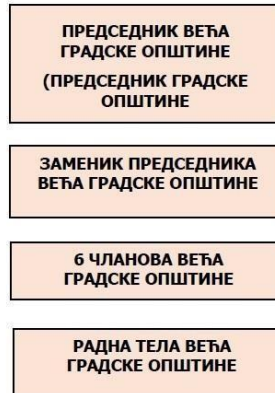 ПРЕДСЕДНИК ВЕЋА
ГРАДСКЕ ОПШТИНЕ
(ПРЕДСЕДНИК ГРАДСКЕ
ОПШТИНЕ
ЗАМЕНИК ПРЕДСЕДНИКА
ВЕЋА ГРАДСКЕ ОПШТИНЕ
6 ЧЛАНОВА ВЕЋА
ГРАДСКЕ ОПШТИНЕ
РАДНА ТЕЛА ВЕЋА
ГРАДСКЕ ОПШТИНЕ